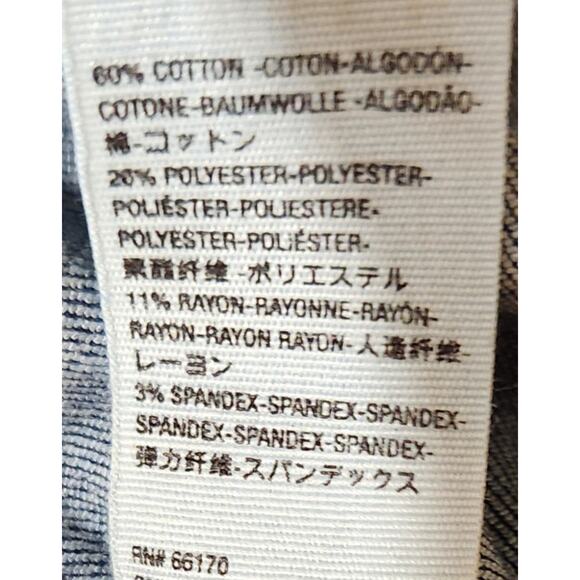 60% COTTON -COTON-ALGODÓN-
COTONE-BAUMWOLLE -ALGODÃO-
棉-コットン
26% POLYESTER-POLYESTER-
POLIÉSTER-POLIESTERE-
POLYESTER-POLIÉSTER-
聚酯纤维 -ポリエステル
11% RAYON-RAYONNE-RAYÓN-
RAYON-RAYON RAYON-人造纤维-
レーヨン
3% SPANDEX-SPANDEX-SPANDEX-
SPANDEX-SPANDEX-SPANDEX-
弹力纤维-スパンデックス
RN# 66170